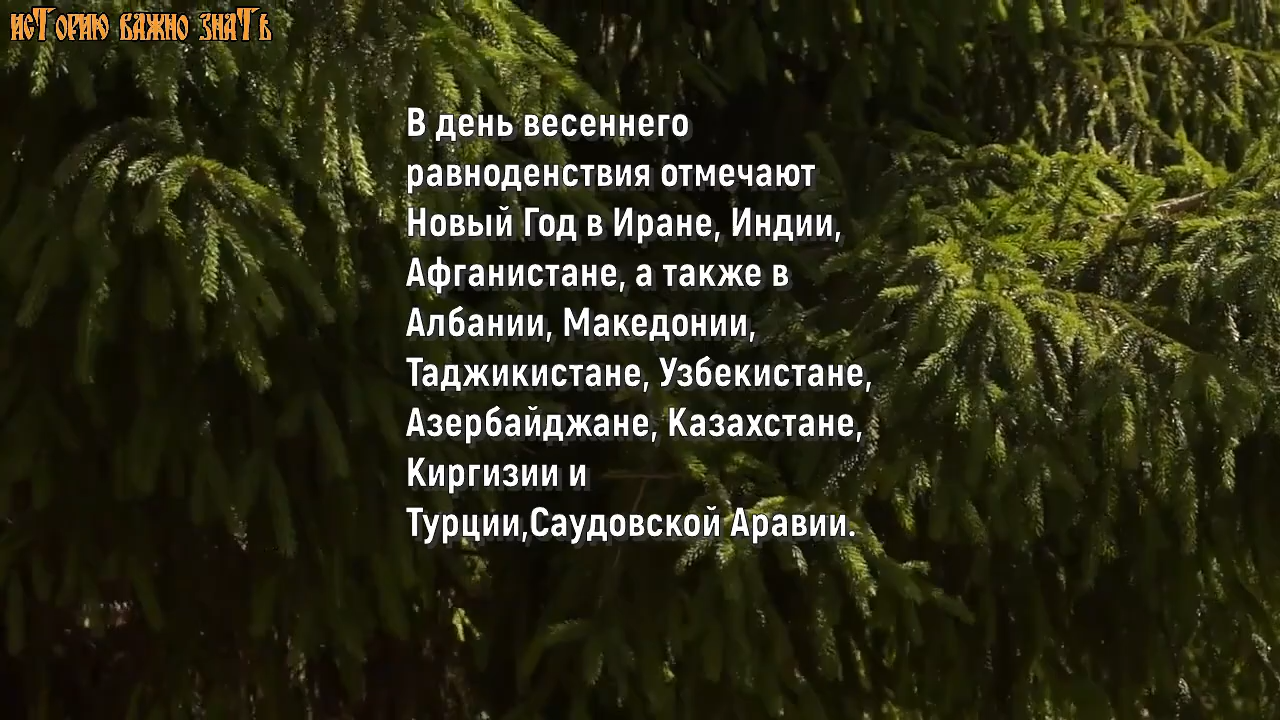 ИСТОРИЮ ВАЖНО ЗНАТЬ
В день весеннего
равноденствия отмечают
Новый Год в Иране, Индии,
Афганистане, а также в
Албании, Македонии,
Таджикистане, Узбекистане,
Азербайджане, Казахстане,
Киргизии и
Турции,Саудовской Аравии.